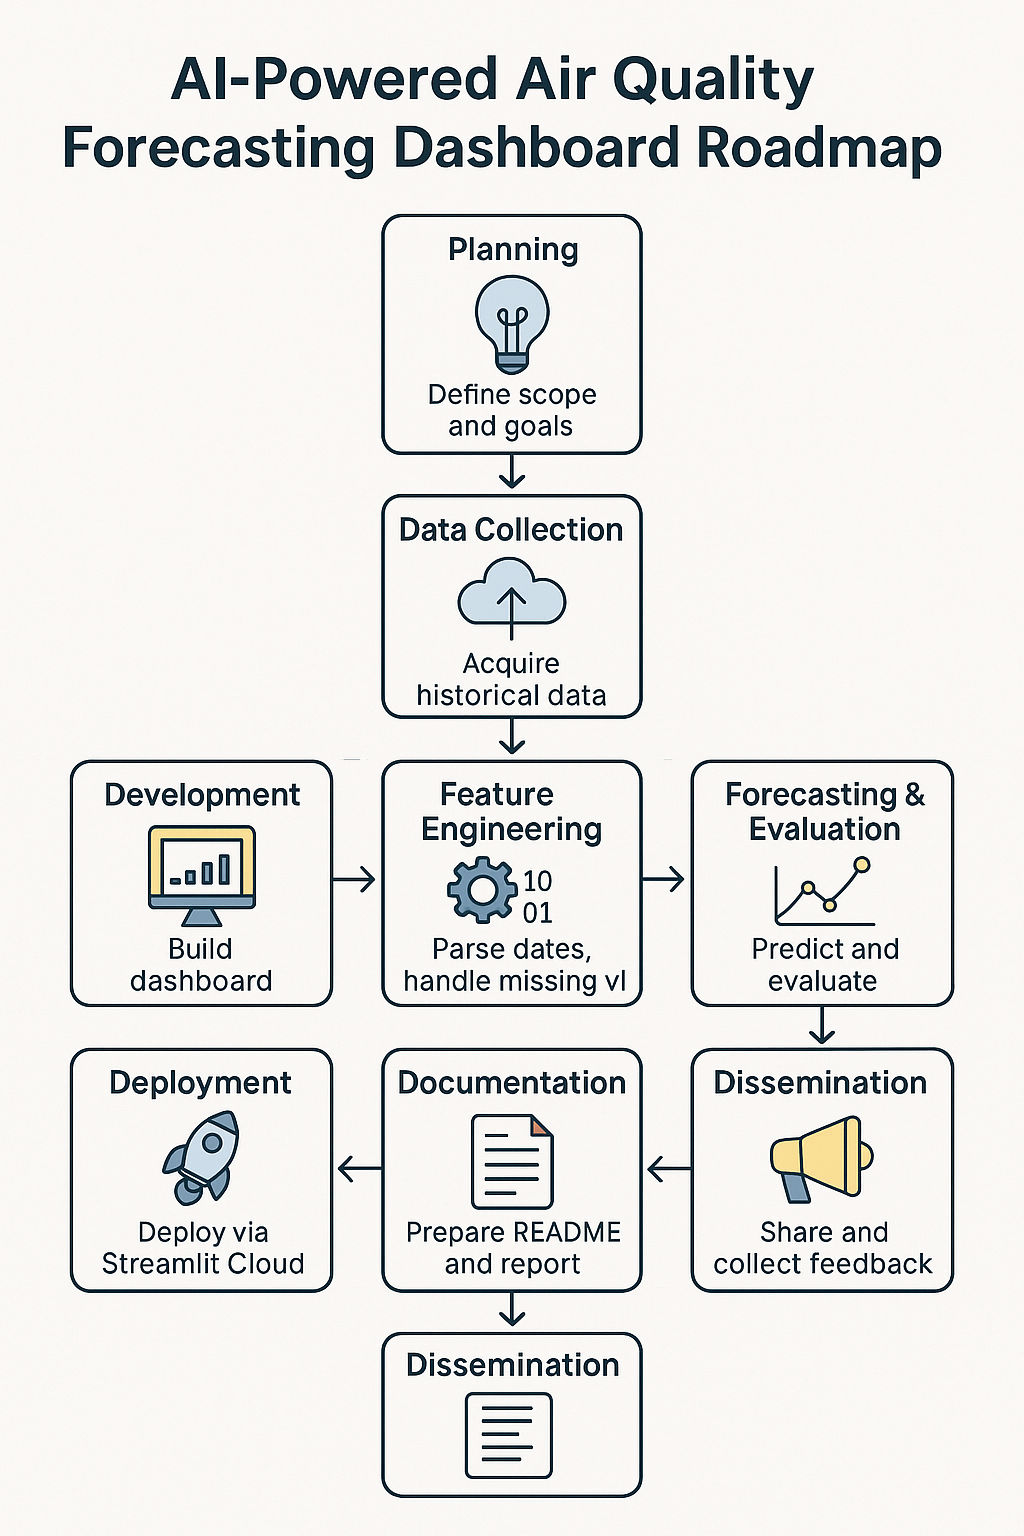 AI-Powered Air Quality
Forecasting Dashboard Roadmap
Planning
Define scope
and goals
Data Collection
Acquire
historical data
Development
Build
dashboard
Feature
Engineering
10
01
Parse dates,
handle missing vl
Forecasting &
Evaluation
Predict and
evaluate
Deployment
Deploy via
Streamlit Cloud
Documentation
Prepare README
and report
Dissemination
Share and
collect feedback
Dissemination